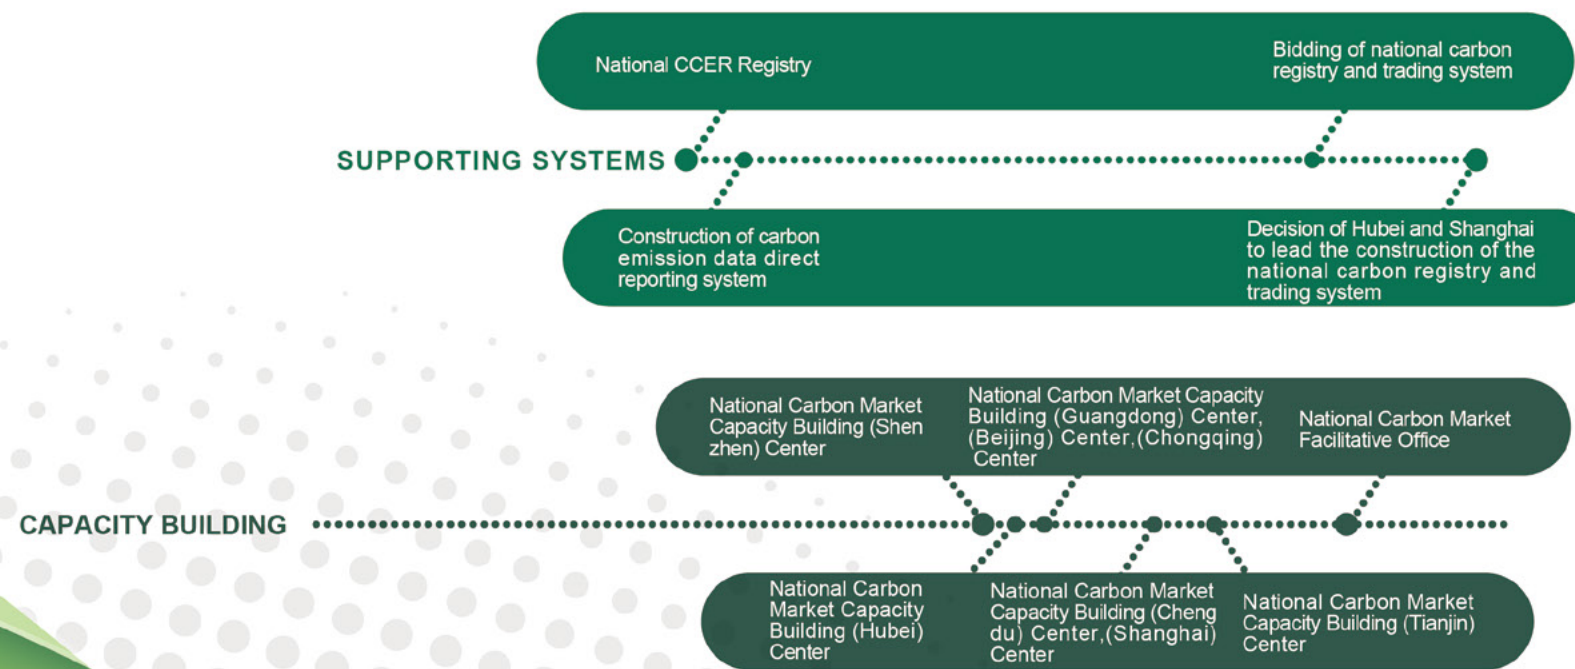 National CCER Registry
Bidding of national carbon
registry and trading system
SUPPORTING SYSTEMS
Construction of carbon
emission data direct
reporting system
Decision of Hubei and Shanghai
to lead the construction of the
national carbon registry and
trading system
National Carbon Market
Capacity Building (Shen
zhen) Center
National Carbon Market Capacity
Building (Guangdong) Center,
(Beijing) Center,(Chongqing)
Center
National Carbon Market
Facilitative Office
CAPACITY BUILDING
National Carbon
Market Capacity
Building (Hubei)
Center
National Carbon Market
Capacity Building (Cheng
du) Center,(Shanghai)
Center
National Carbon Market
Capacity Building (Tianjin)
Center